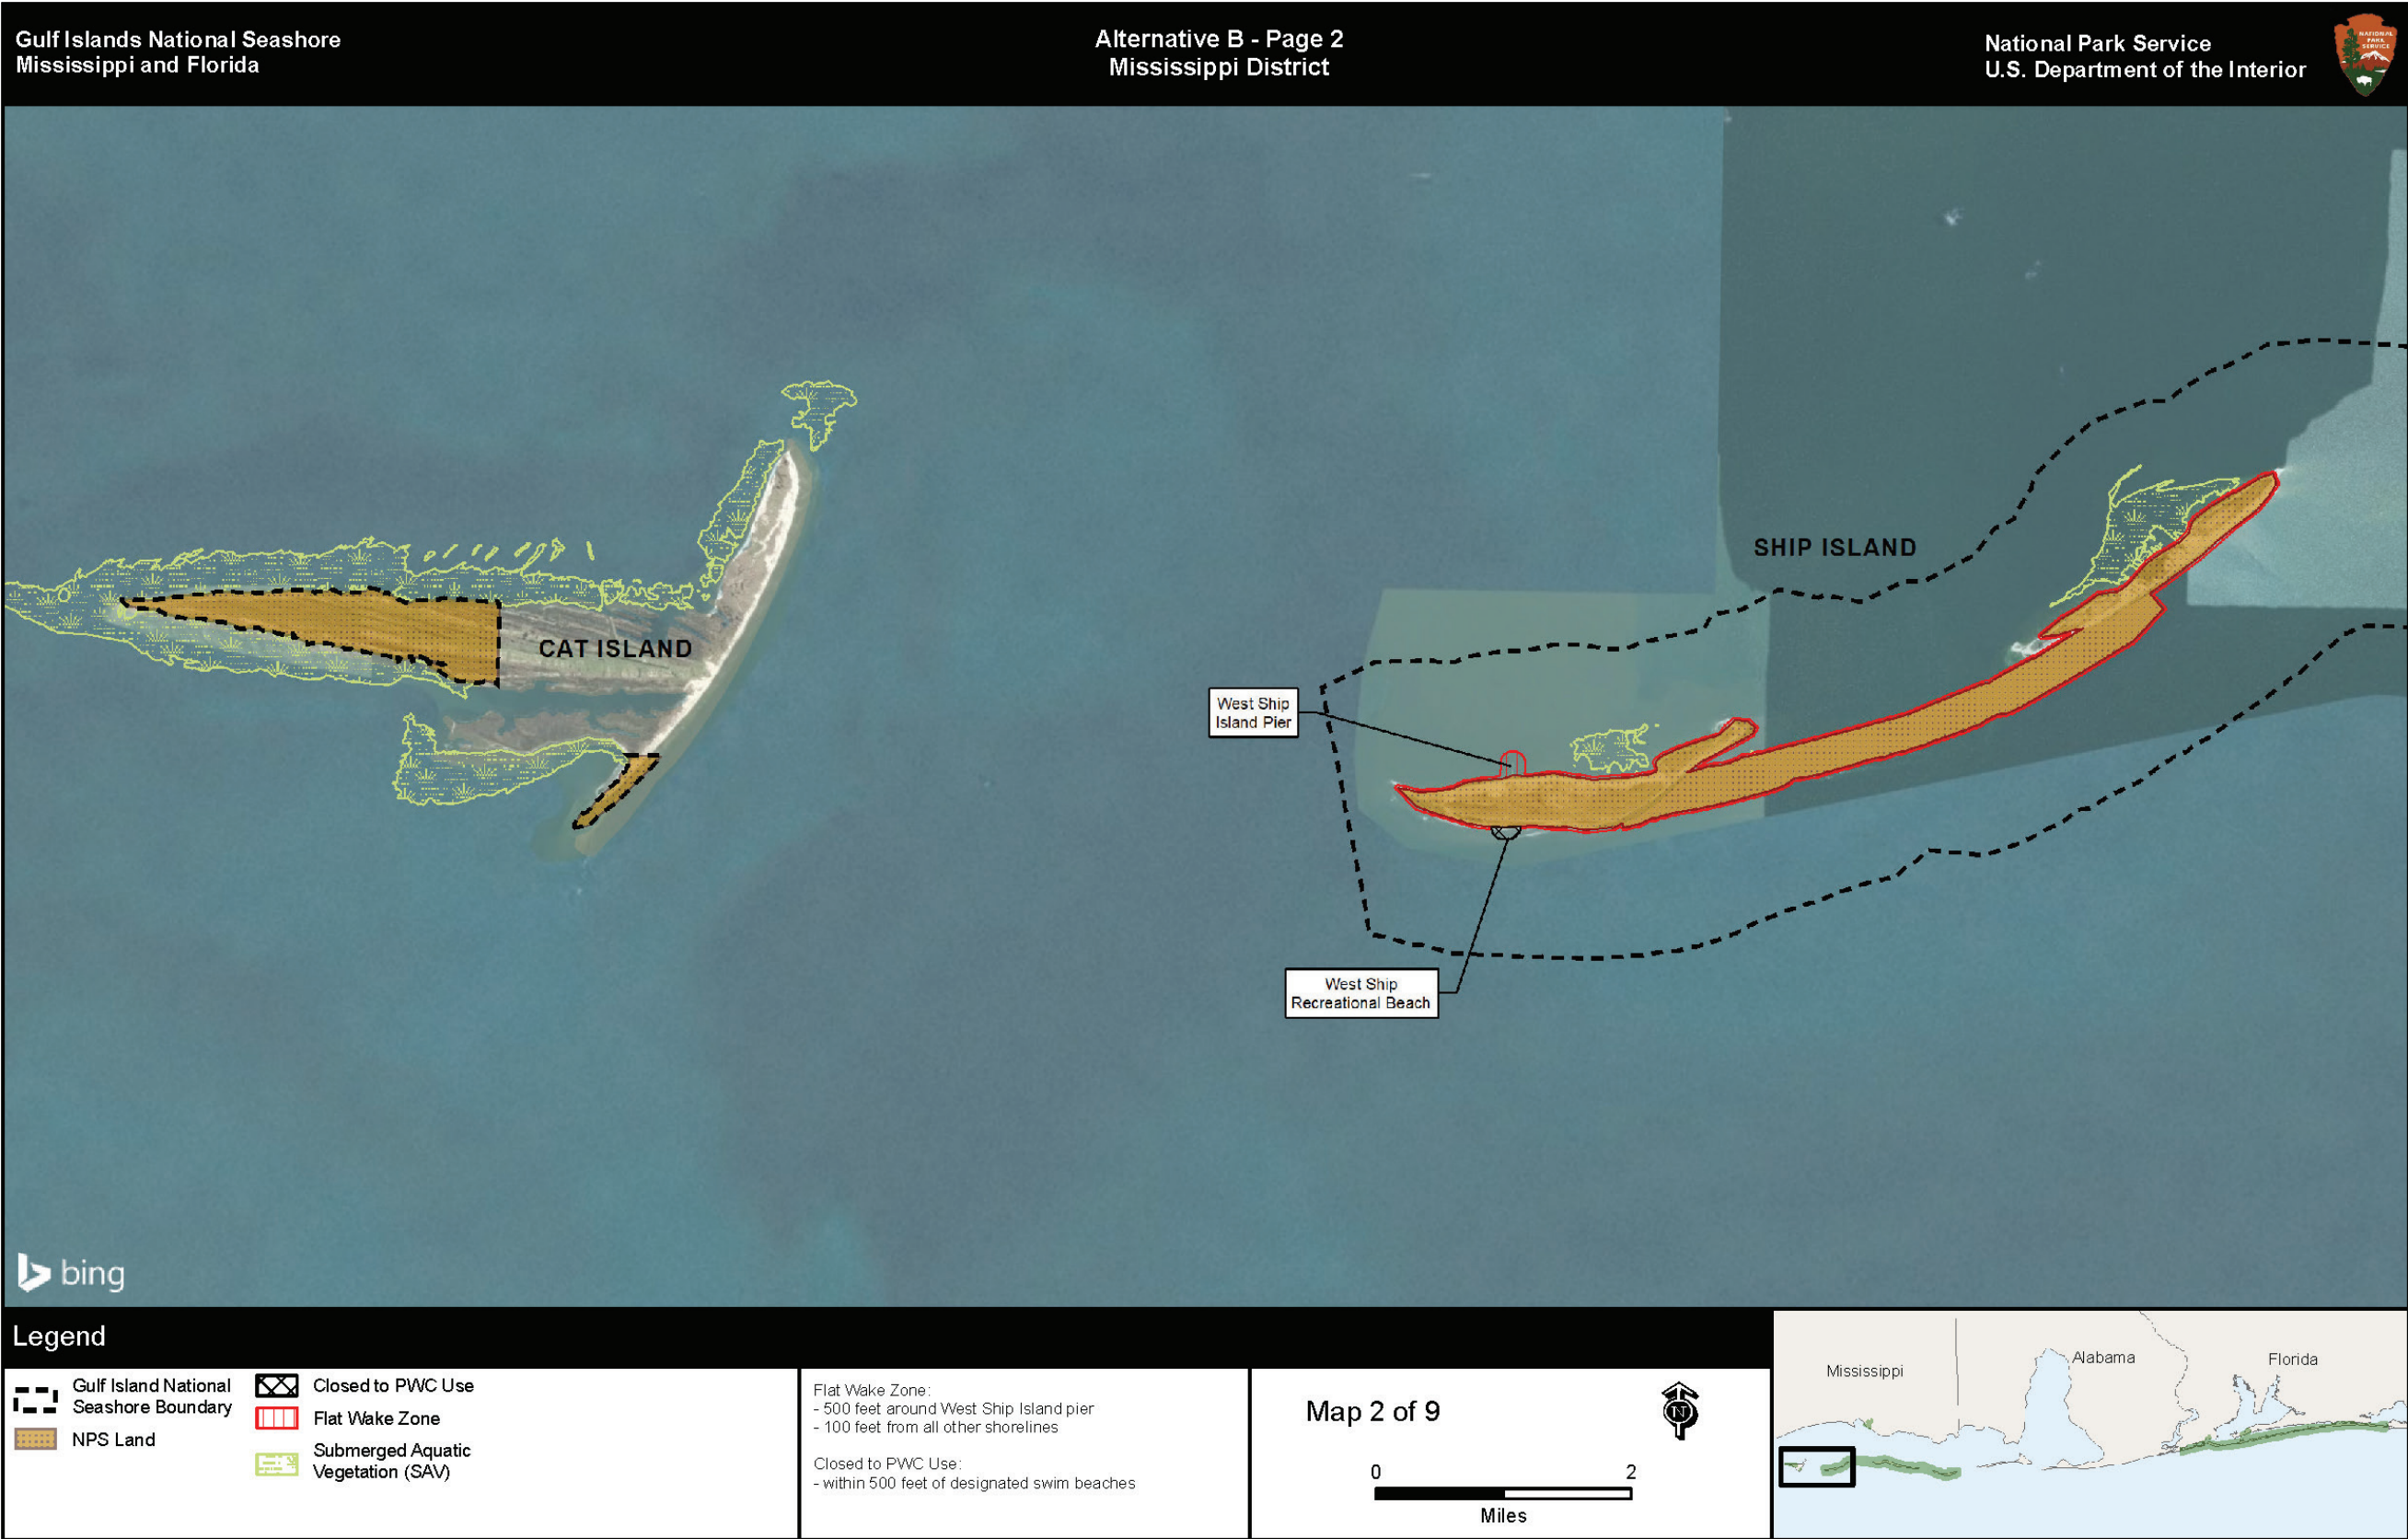 Gulf Islands National Seashore
Mississippi and Florida
Alternative B - Page 2
Mississippi District
National Park Service
U.S. Department of the Interior
NATIONAL
PARK
SERVICE
SHIP ISLAND
CAT ISLAND
West Ship
Island Pier
West Ship
Recreational Beach
bing
Legend
Gulf Island National
Seashore Boundary
NPS Land
Closed to PWC Use
Flat Wake Zone
Submerged Aquatic
Vegetation (SAV)
Flat Wake Zone:
- 500 feet around West Ship Island pier
- 100 feet from all other shorelines
Closed to PWC Use:
- within 500 feet of designated swim beaches
Map 2 of 9
N
0 2
Miles
Mississippi
Alabama
Florida